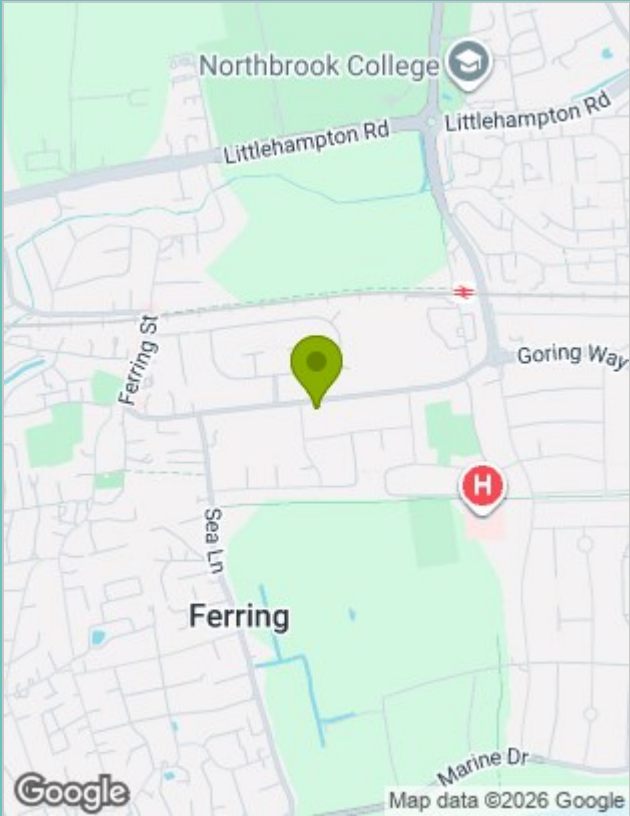 Northbrook College
Littlehampton Rd
Littlehampton Rd
Ferring St
Goring Way
H
Sea Ln
Ferring
Marine Dr
Google
Map data ©2026 Google